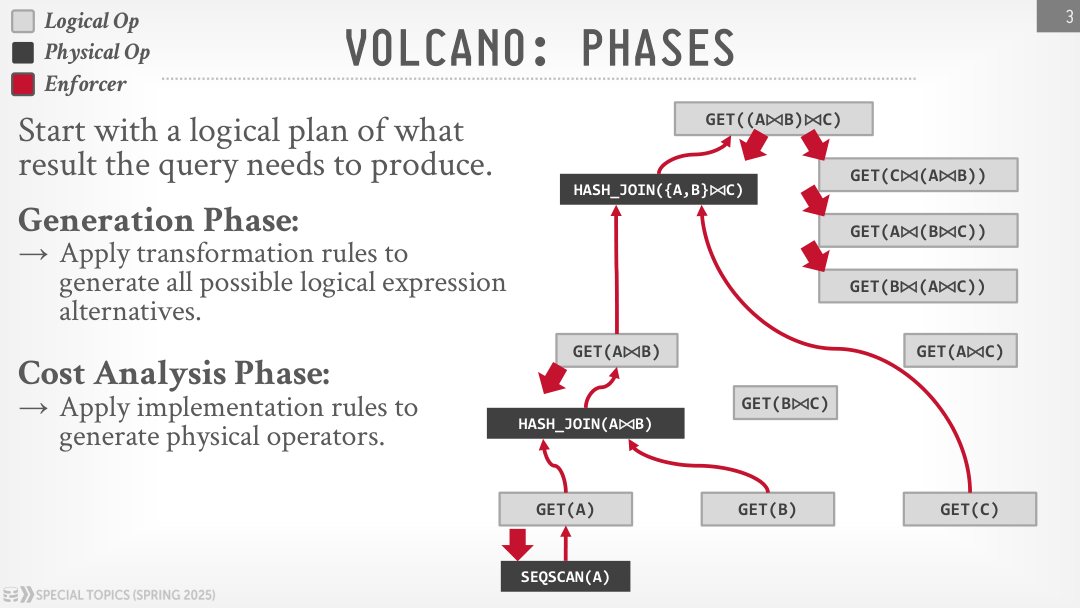 Logical Op
Physical Op
Enforcer
VOLCANO: PHASES
3
Start with a logical plan of what
result the query needs to produce.
Generation Phase:
→ Apply transformation rules to
generate all possible logical expression
alternatives.
Cost Analysis Phase:
→ Apply implementation rules to
generate physical operators.
GET((A⨝B)⨝C)
GET(C⨝(A⨝B))
HASH_JOIN({A,B}⨝C)
GET(A⨝(B⨝C))
GET(B⨝(A⨝C))
GET(A⨝B)
GET(A⨝C)
GET(B⨝C)
HASH_JOIN(A⨝B)
GET(A)
GET(B)
GET(C)
SEQSCAN(A)
SPECIAL TOPICS (SPRING 2025)